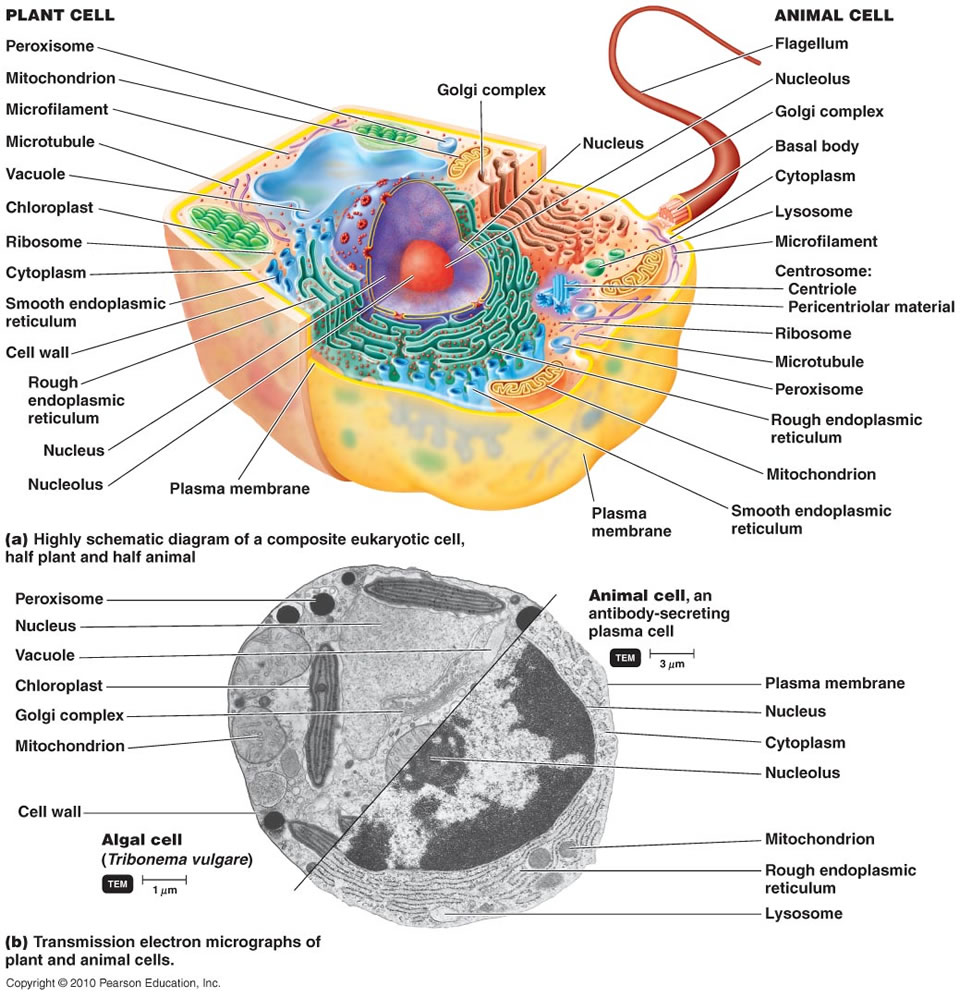 PLANT CELL
Peroxisome
Mitochondrion
Microfilament
Microtubule
Vacuole
Chloroplast
Ribosome
Cytoplasm
Smooth endoplasmic
reticulum
Cell wall
Rough
endoplasmic
reticulum
Nucleus
Nucleolus
Plasma membrane
Golgi complex
Nucleus
ANIMAL CELL
Flagellum
Nucleolus
Golgi complex
Basal body
Cytoplasm
Lysosome
Microfilament
Centrosome:
Centriole
Pericentriolar material
Ribosome
Microtubule
Peroxisome
Rough endoplasmic
reticulum
Mitochondrion
Smooth endoplasmic
reticulum
Plasma
membrane
(a) Highly schematic diagram of a composite eukaryotic cell,
half plant and half animal
Peroxisome
Nucleus
Vacuole
Chloroplast
Golgi complex
Mitochondrion
Cell wall
Algal cell
(Tribonema vulgare)
TEM
1 μm
Animal cell, an
antibody-secreting
plasma cell
TEM
3 μm
Plasma membrane
Nucleus
Cytoplasm
Nucleolus
Mitochondrion
Rough endoplasmic
reticulum
Lysosome
(b) Transmission electron micrographs of
plant and animal cells.
Copyright © 2010 Pearson Education, Inc.